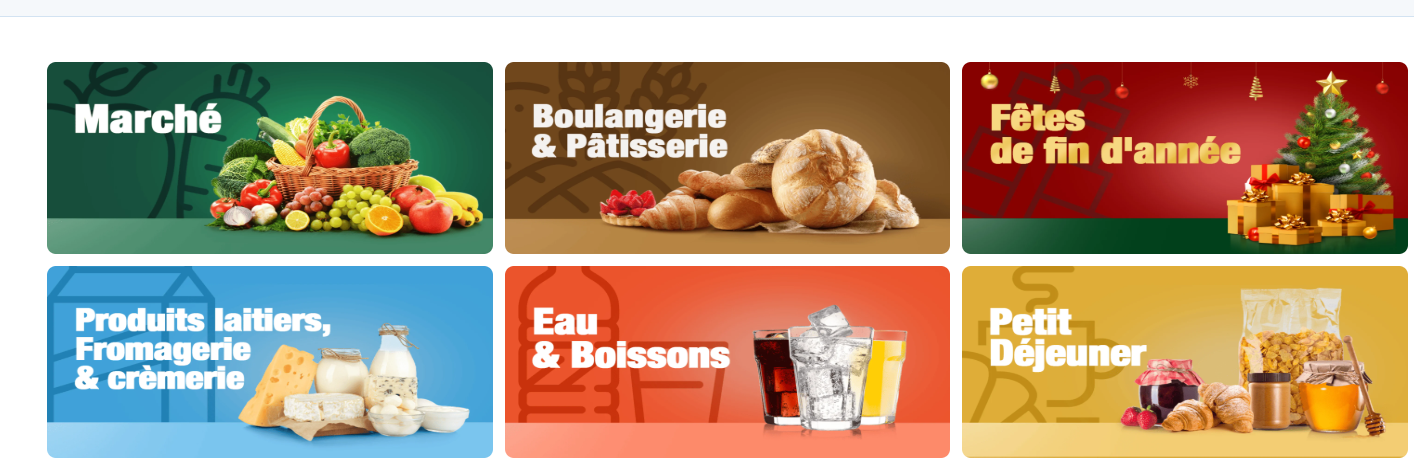 Marché
Boulangerie
& Pâtisserie
Fêtes
de fin d'année
Produits laitiers,
Fromagerie
& crèmerie
Eau
& Boissons
Petit
Déjeuner